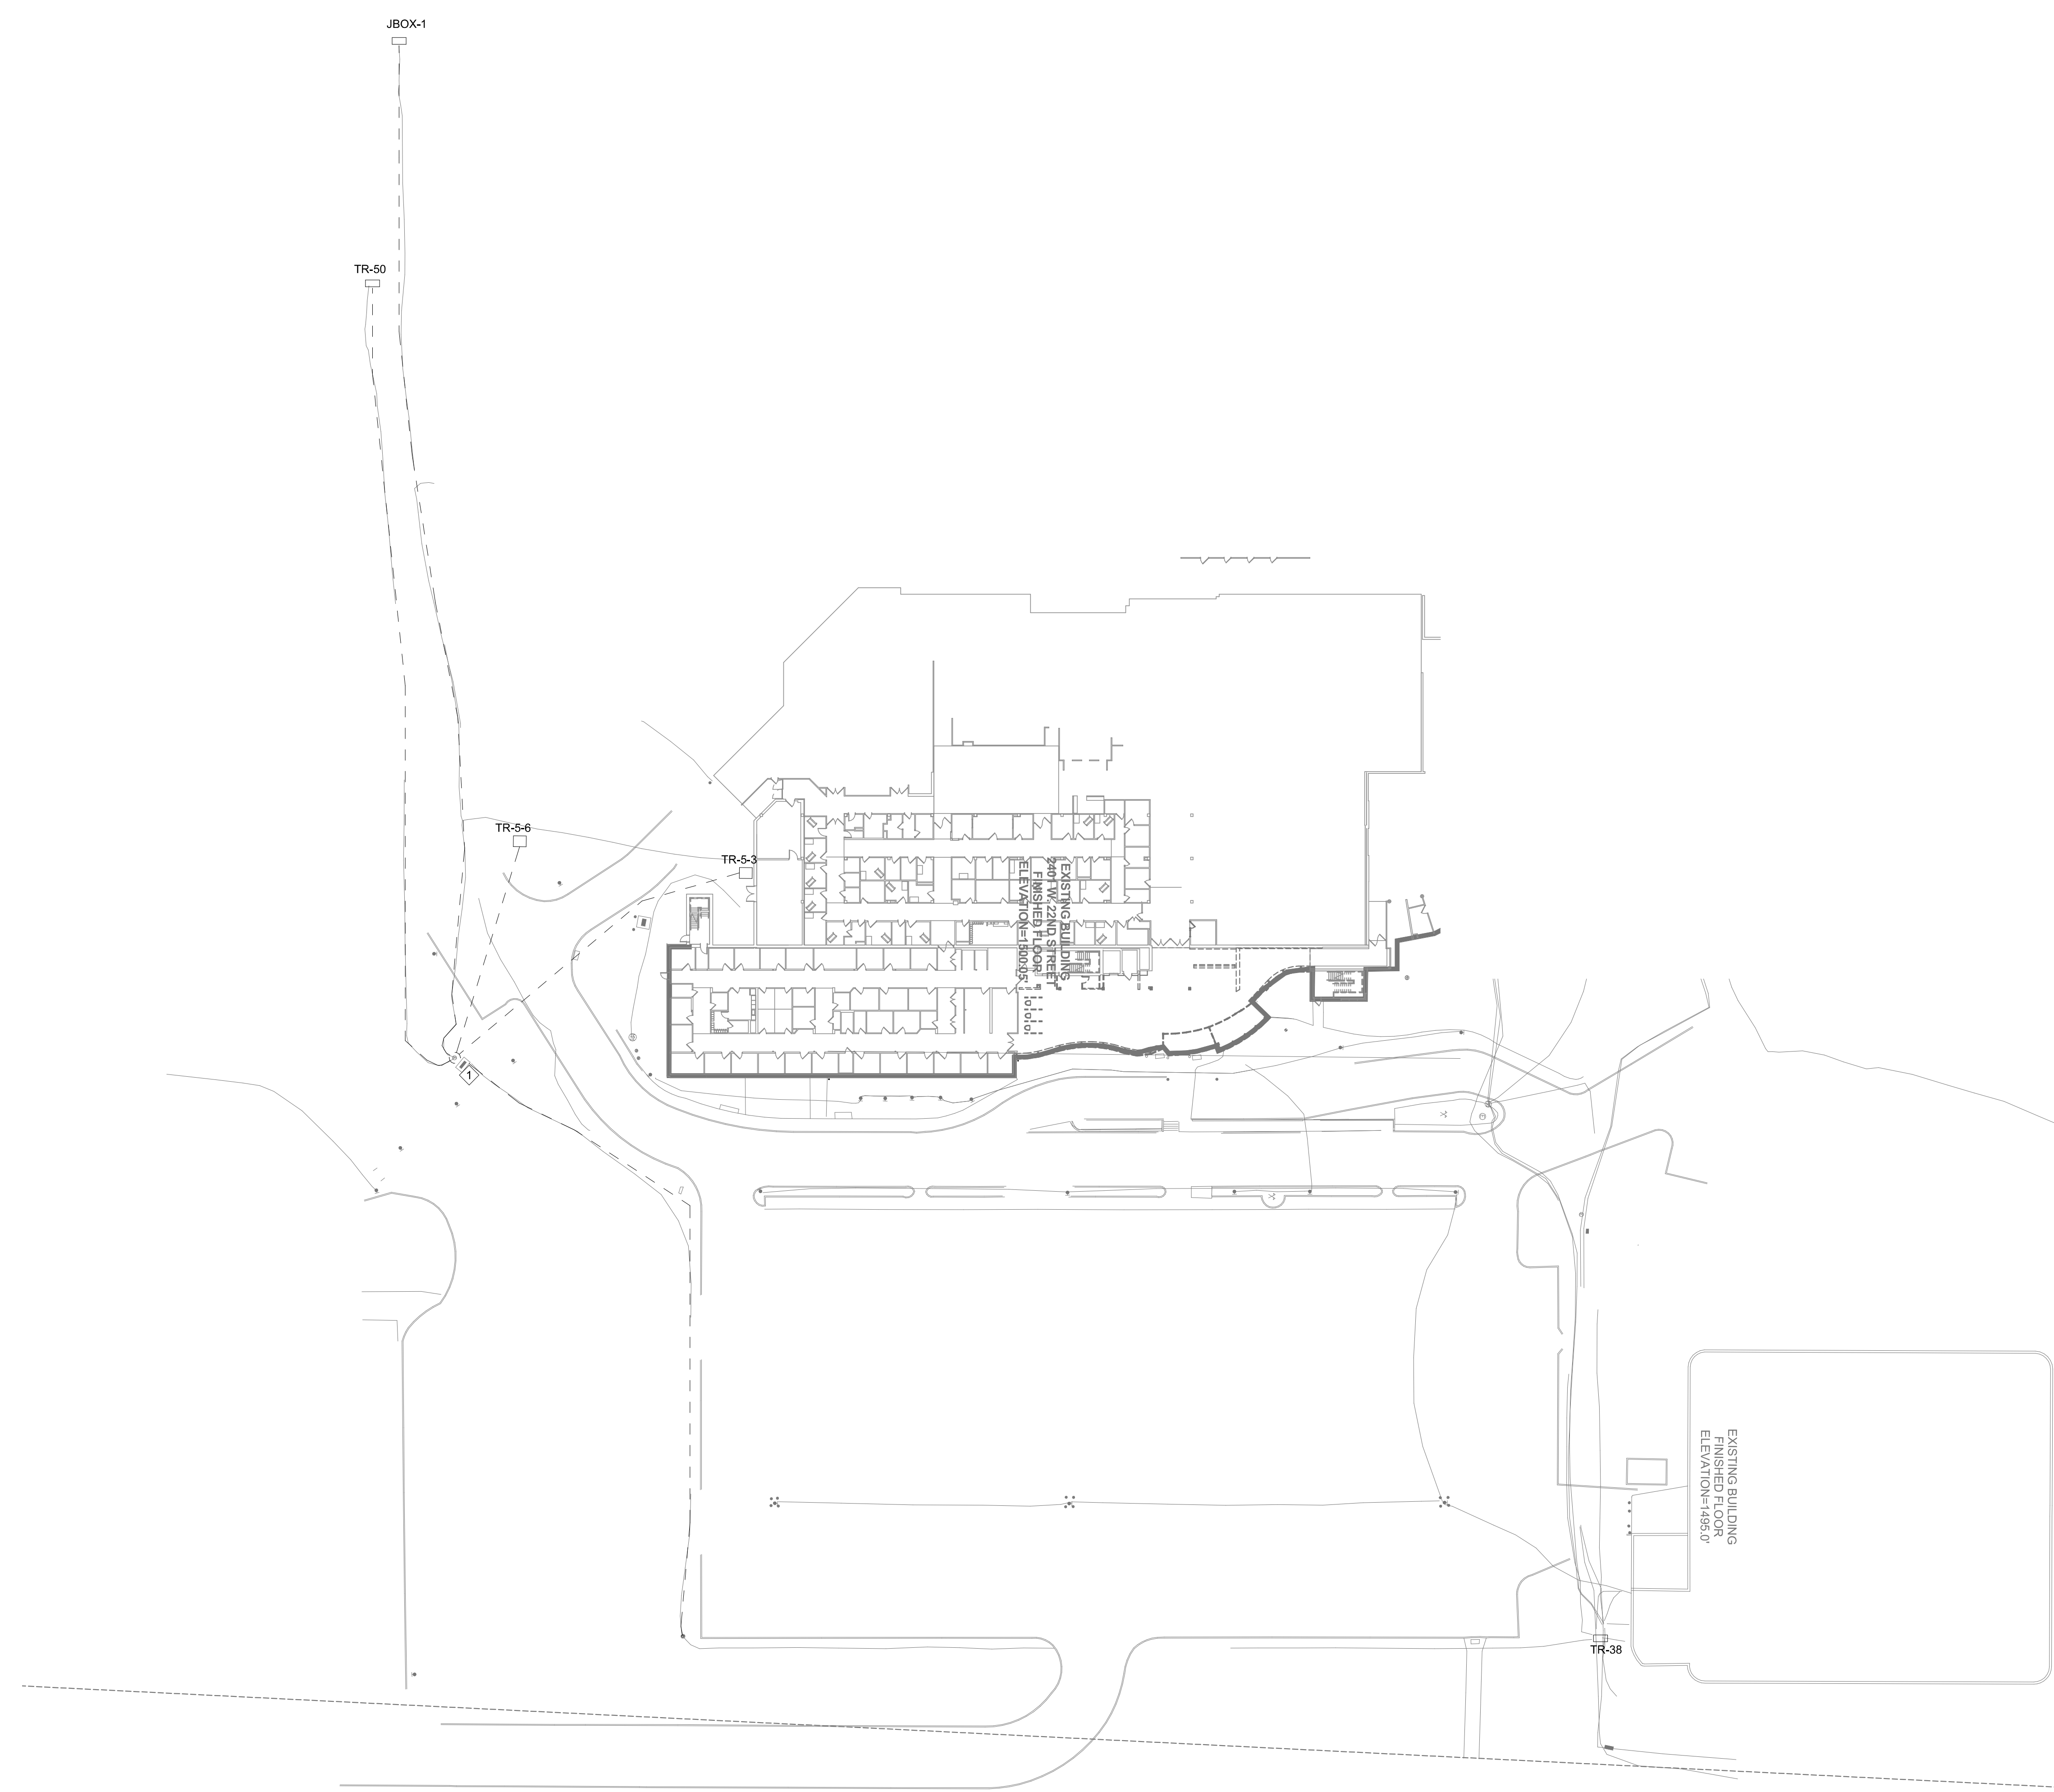 JBOX-1
TR-50
TR-5-6
TR-5-3
EXISTING BUILDING
2401 W. 22ND STREET
FINISHED FLOOR
ELEVATION=1500.05'
1
EXISTING BUILDING
FINISHED FLOOR
ELEVATION=1495.0'
TR-38